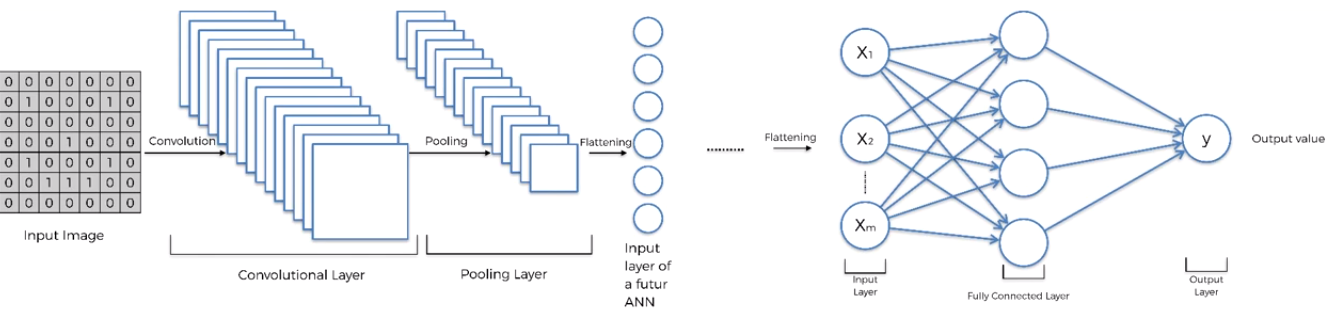 0 0 0 0 0 0 0
0 1 0 0 0 1 0
0 0 0 0 0 0 0
0 0 0 1 0 0 0
0 1 0 0 0 1 0
0 0 1 1 1 0 0
0 0 0 0 0 0 0
Input Image
Convolution
Convolutional Layer
Pooling
Pooling Layer
Flattening
Input
layer of
a futur
ANN
Flattening
X1
X2
Xm
Input
Layer
Fully Connected Layer
y
Output value
Output
Layer